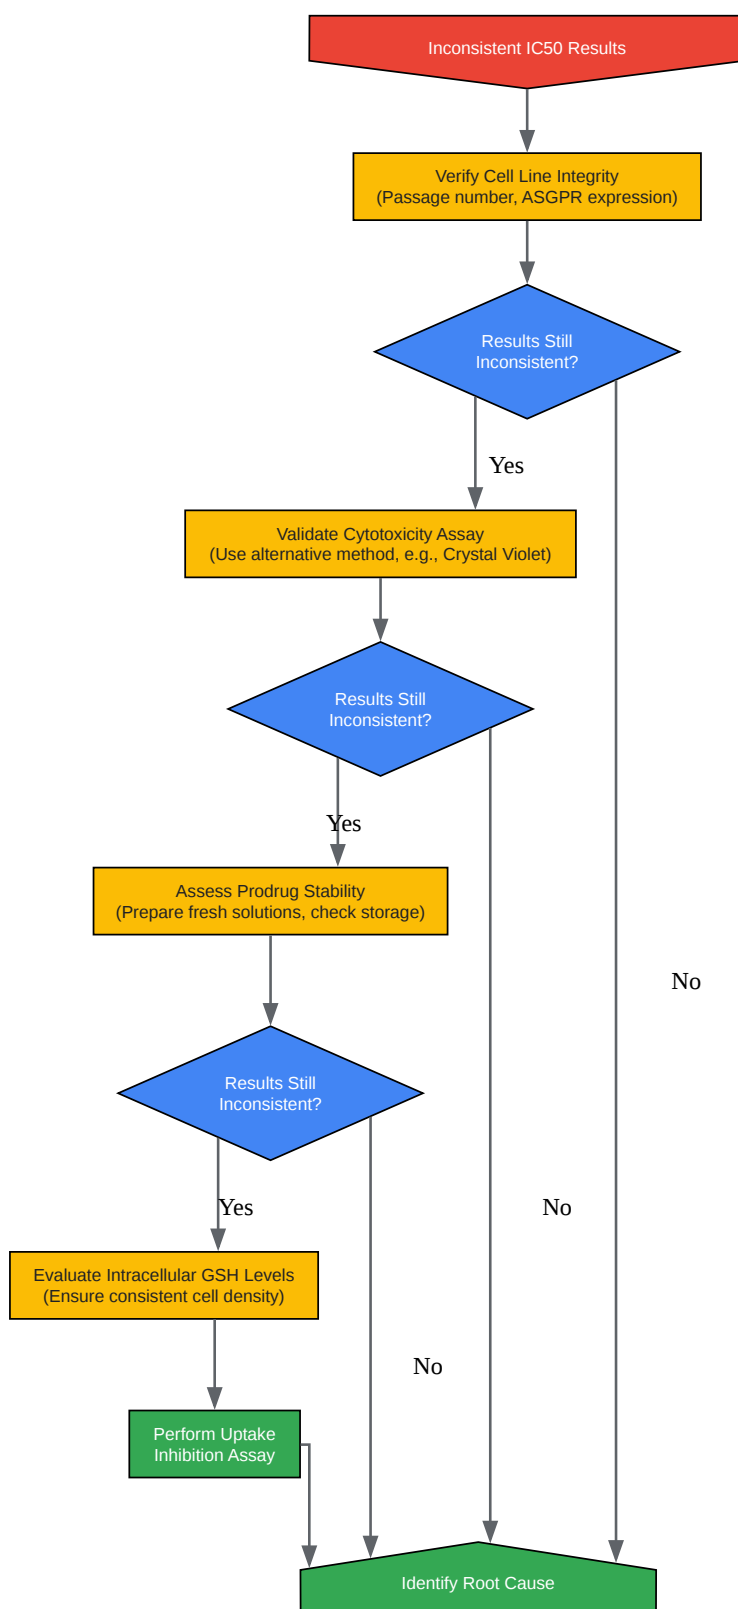 Inconsistent IC50 Results
Verify Cell Line Integrity
(Passage number, ASGPR expression)
Results Still
Inconsistent?
Yes
Validate Cytotoxicity Assay
(Use alternative method, e.g., Crystal Violet)
Results Still
Inconsistent?
Yes
Assess Prodrug Stability
(Prepare fresh solutions, check storage)
No
Results Still
Inconsistent?
Yes
No
Evaluate Intracellular GSH Levels
(Ensure consistent cell density)
No
Perform Uptake
Inhibition Assay
Identify Root Cause